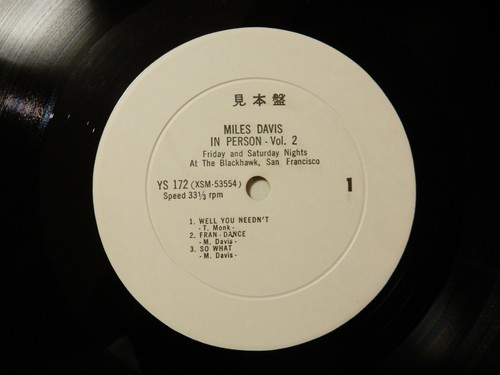 見本盤
MILES DAVIS
IN PERSON - Vol. 2
Friday and Saturday Nights
At The Blackhawk, San Francisco
YS 172 (XSM-53554)
Speed 33⅓ rpm
1
1. WELL YOU NEEDN'T
- T. Monk -
2. FRAN-DANCE
- M. Davis -
3. SO WHAT
- M. Davis -